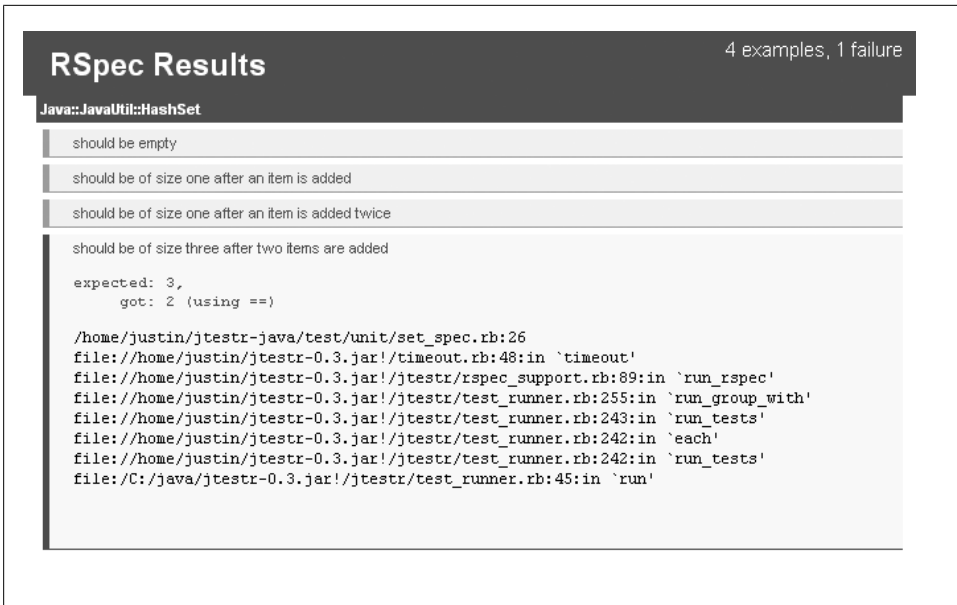 RSpec Results
4 examples, 1 failure
Java::JavaUtil::HashSet
should be empty
should be of size one after an item is added
should be of size one after an item is added twice
should be of size three after two items are added
expected: 3,
got: 2 (using ==)
/home/justin/jtestr-java/test/unit/set_spec.rb:26
file://home/justin/jtestr-0.3.jar!/timeout.rb:48:in `timeout'
file://home/justin/jtestr-0.3.jar!/jtestr/rspec_support.rb:89:in `run_rspec'
file://home/justin/jtestr-0.3.jar!/jtestr/test_runner.rb:255:in `run_group_with'
file://home/justin/jtestr-0.3.jar!/jtestr/test_runner.rb:243:in `run_tests'
file://home/justin/jtestr-0.3.jar!/jtestr/test_runner.rb:242:in `each'
file://home/justin/jtestr-0.3.jar!/jtestr/test_runner.rb:242:in `run_tests'
file:/C:/java/jtestr-0.3.jar!/jtestr/test_runner.rb:45:in `run'